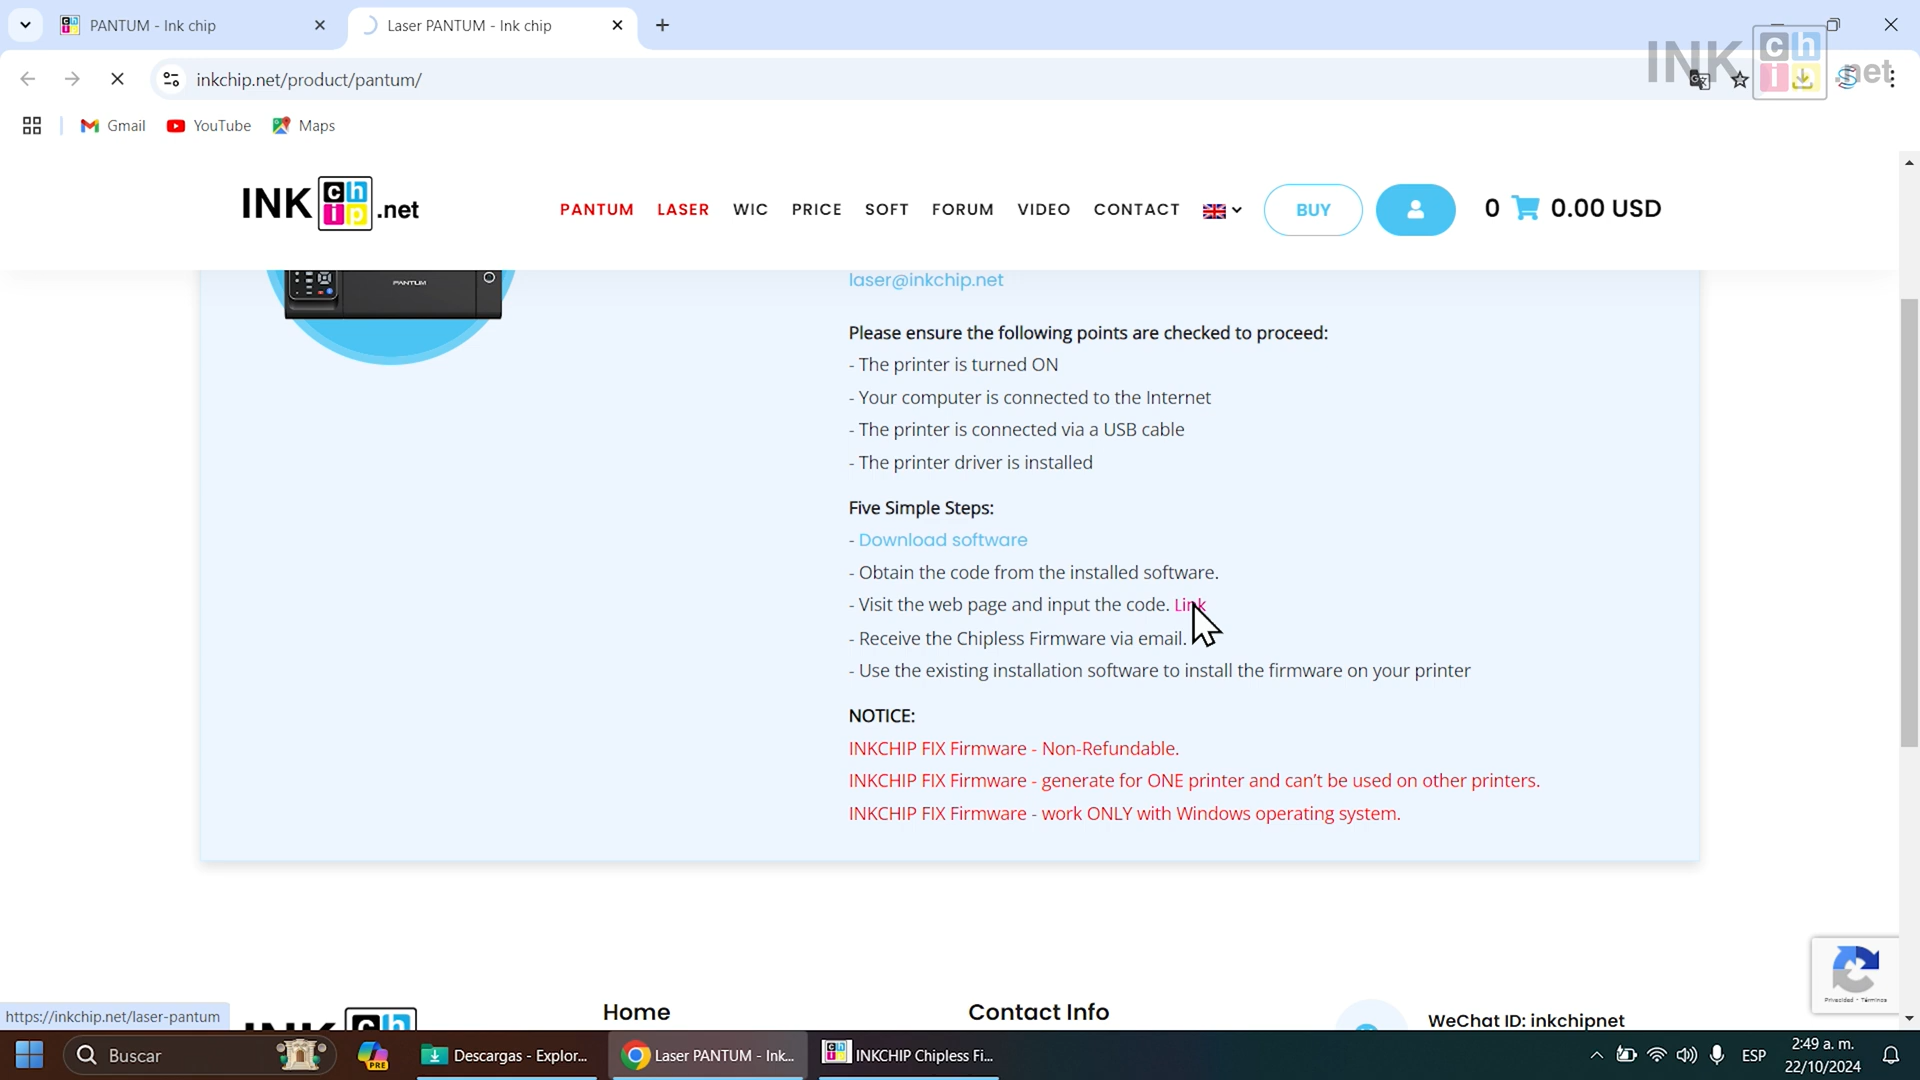 PANTUM - Ink chip
Laser PANTUM - Ink chip
inkchip.net/product/pantum/
INK chip .net
Gmail
YouTube
Maps
INK chip .net
PANTUM
LASER
WIC
PRICE
SOFT
FORUM
VIDEO
CONTACT
BUY
0
0.00 USD
PANTUM
laser@inkchip.net
Please ensure the following points are checked to proceed:
- The printer is turned ON
- Your computer is connected to the Internet
- The printer is connected via a USB cable
- The printer driver is installed
Five Simple Steps:
- Download software
- Obtain the code from the installed software.
- Visit the web page and input the code. Link
- Receive the Chipless Firmware via email.
- Use the existing installation software to install the firmware on your printer
NOTICE:
INKCHIP FIX Firmware - Non-Refundable.
INKCHIP FIX Firmware - generate for ONE printer and can't be used on other printers.
INKCHIP FIX Firmware - work ONLY with Windows operating system.
Privacidad - Términos
Home
Contact Info
WeChat ID: inkchipnet
https://inkchip.net/laser-pantum
Buscar
PRE
Descargas - Explor...
Laser PANTUM - Ink...
INKCHIP Chipless Fi...
ESP
2:49 a. m.
22/10/2024